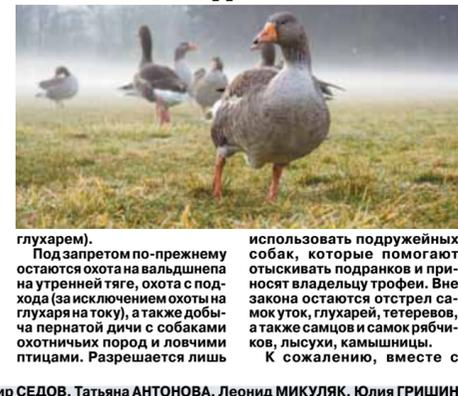 глухарем).
Под запретом по-прежнему
остаются охота на вальдшнепа
на утренней тяге, охота с под-
хода (за исключением охоты на
глухаря на току), а также добы-
ча пернатой дичи с собаками
охотничьих пород и ловчими
птицами. Разрешается лишь
использовать подружейных
собак, которые помогают
отыскивать подранков и при-
носят владельцу трофеи. Вне
закона остаются отстрел са-
мок уток, глухарей, тетеревов,
а также самцов и самок рябчи-
ков, лысухи, камышницы.
К сожалению, вместе с
СЕДОВ, Татьяна АНТОНОВА, Леонид МИКУЛЯК, Юлия ГРИШИН